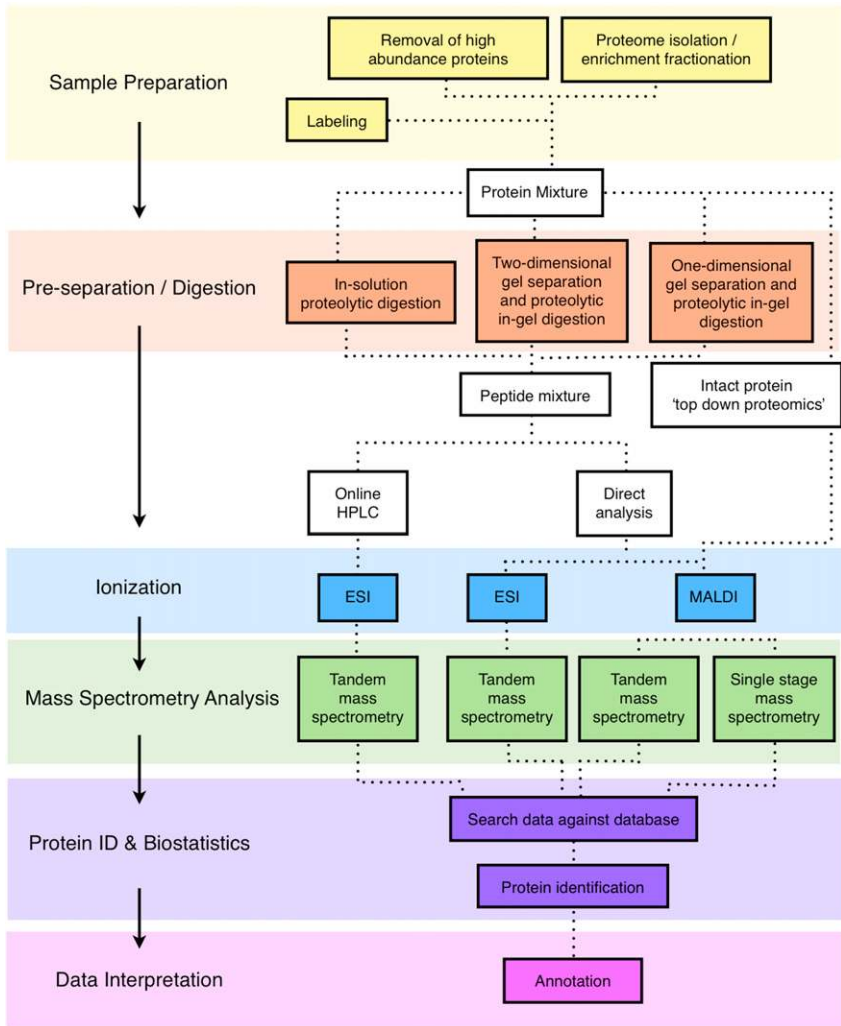 Removal of high
abundance proteins
Proteome isolation /
enrichment fractionation
Sample Preparation
Labeling
Protein Mixture
Pre-separation / Digestion
In-solution
proteolytic digestion
Two-dimensional
gel separation
and proteolytic
in-gel digestion
One-dimensional
gel separation and
proteolytic in-gel
digestion
Peptide mixture
Intact protein
‘top down proteomics’
Online
HPLC
Direct
analysis
Ionization
ESI
ESI
MALDI
Mass Spectrometry Analysis
Tandem
mass
spectrometry
Tandem
mass
spectrometry
Tandem
mass
spectrometry
Single stage
mass
spectrometry
Protein ID & Biostatistics
Search data against database
Protein identification
Data Interpretation
Annotation